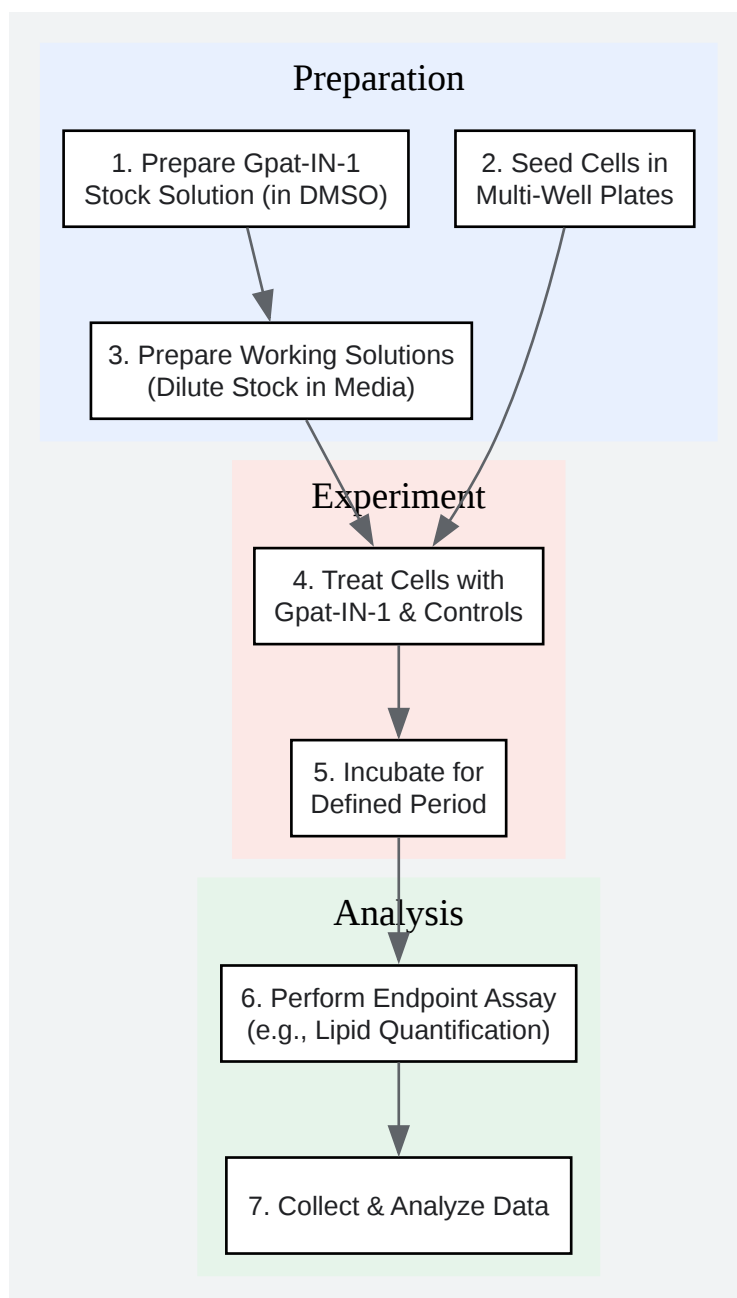 Preparation
1. Prepare Gpat-IN-1
Stock Solution (in DMSO)
2. Seed Cells in
Multi-Well Plates
3. Prepare Working Solutions
(Dilute Stock in Media)
Experiment
4. Treat Cells with
Gpat-IN-1 & Controls
5. Incubate for
Defined Period
Analysis
6. Perform Endpoint Assay
(e.g., Lipid Quantification)
7. Collect & Analyze Data